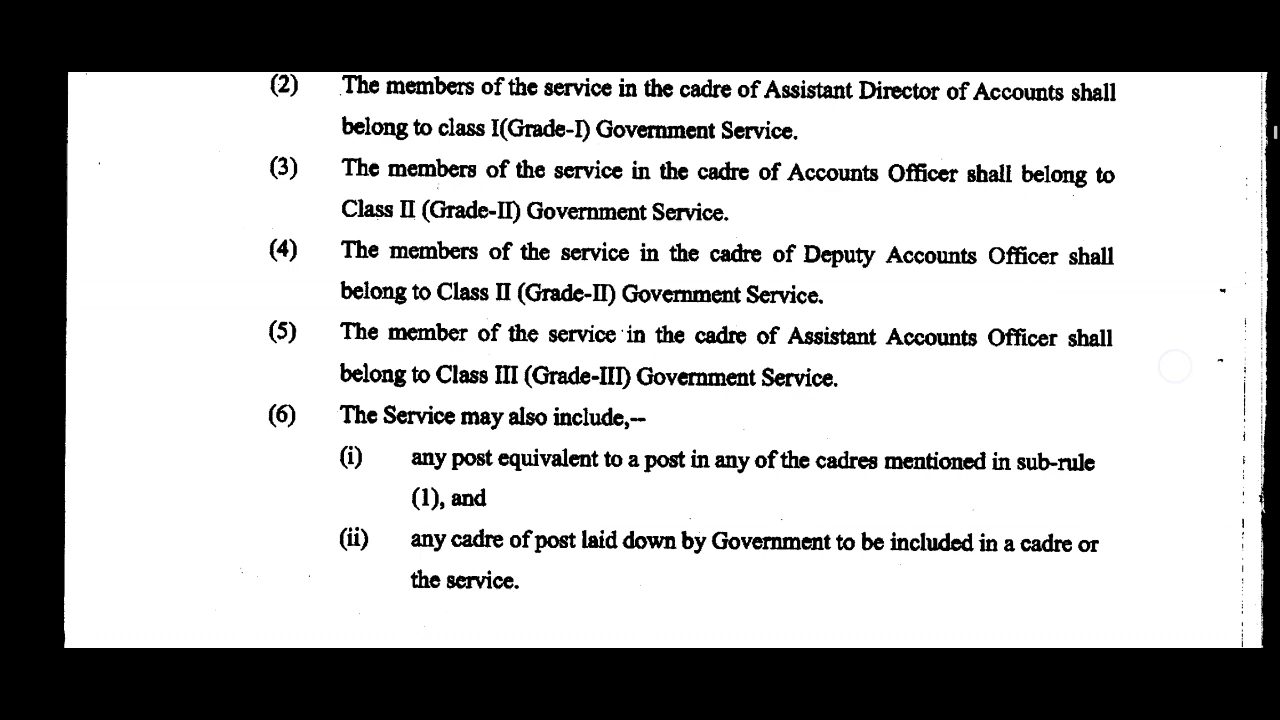 (2) The members of the service in the cadre of Assistant Director of Accounts shall
belong to class I(Grade-I) Government Service.
(3) The members of the service in the cadre of Accounts Officer shall belong to
Class II (Grade-II) Government Service.
(4) The members of the service in the cadre of Deputy Accounts Officer shall
belong to Class II (Grade-II) Government Service.
(5) The member of the service in the cadre of Assistant Accounts Officer shall
belong to Class III (Grade-III) Government Service.
(6) The Service may also include,--
(i) any post equivalent to a post in any of the cadres mentioned in sub-rule
(1), and
(ii) any cadre of post laid down by Government to be included in a cadre or
the service.